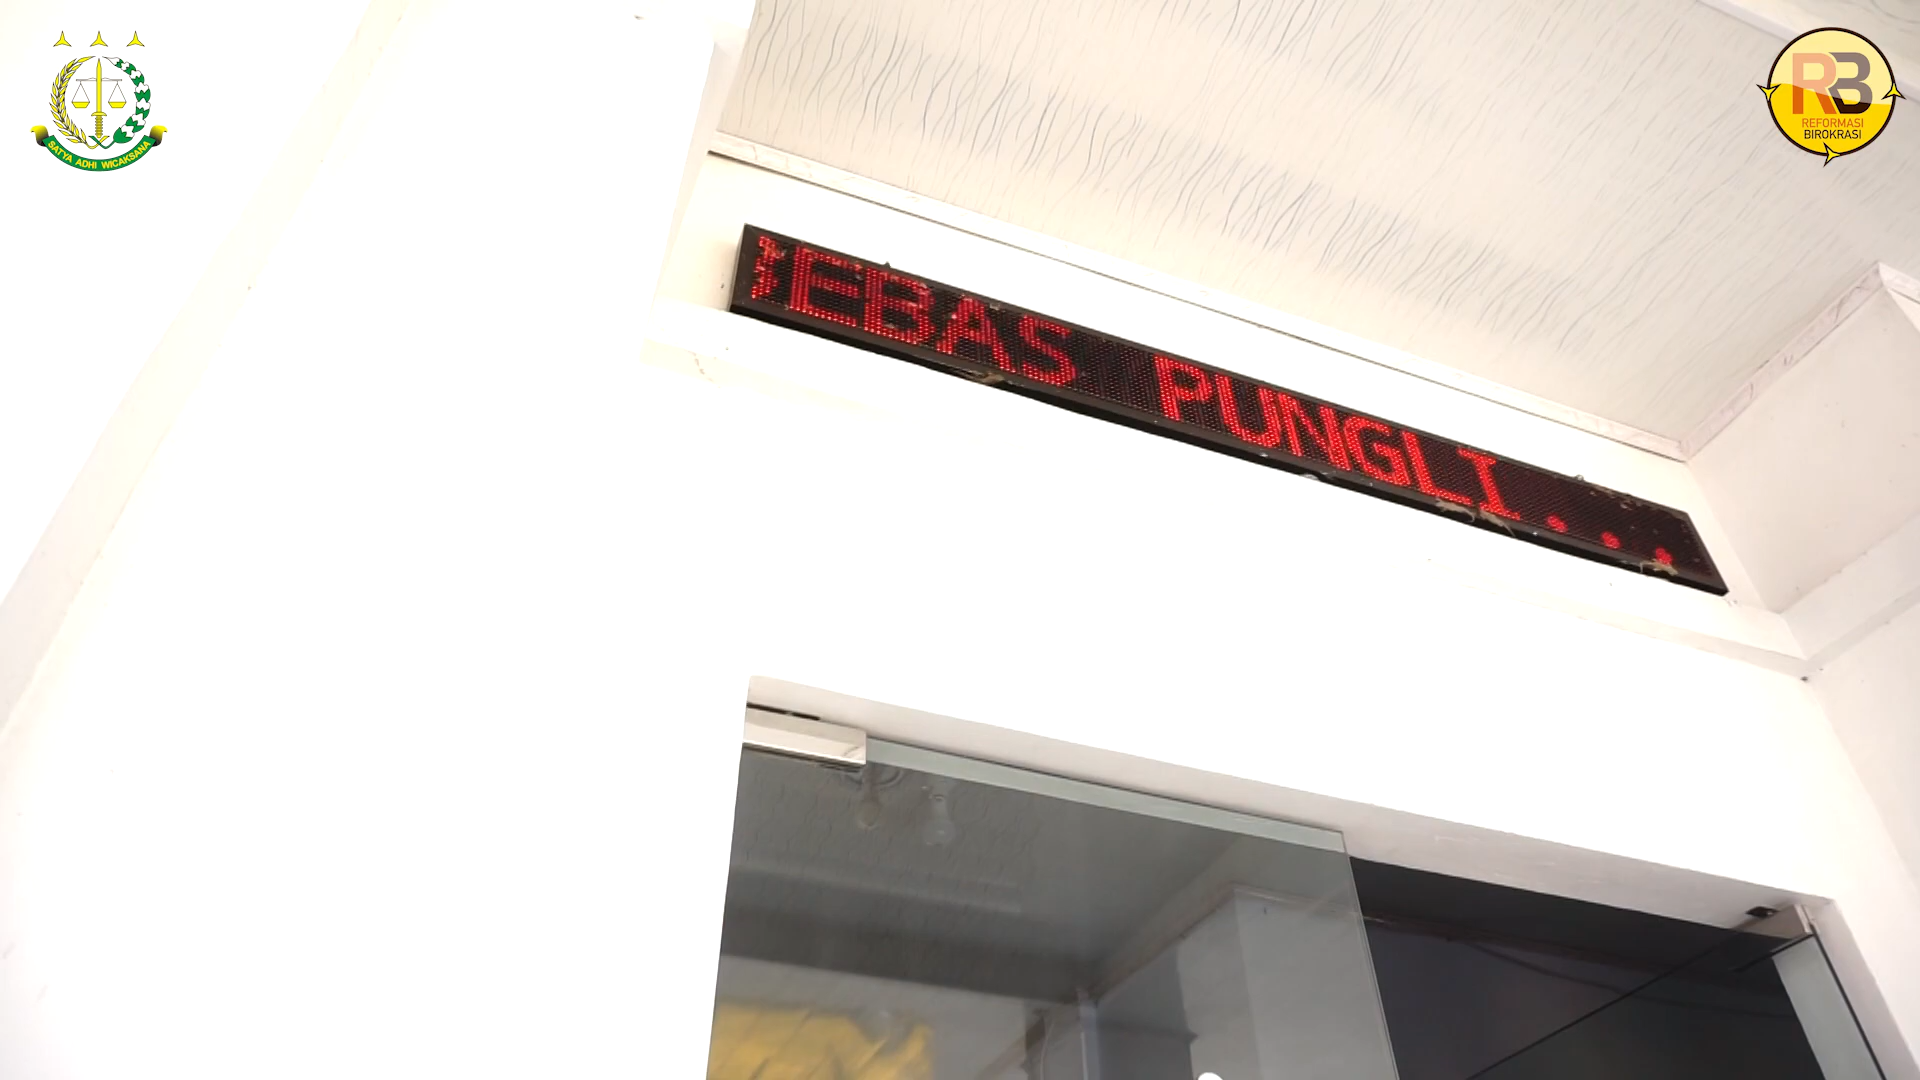 SATYA ADHI WICAKSANA
RB
REFORMASI
BIROKRASI
EBAS PUNGLI...